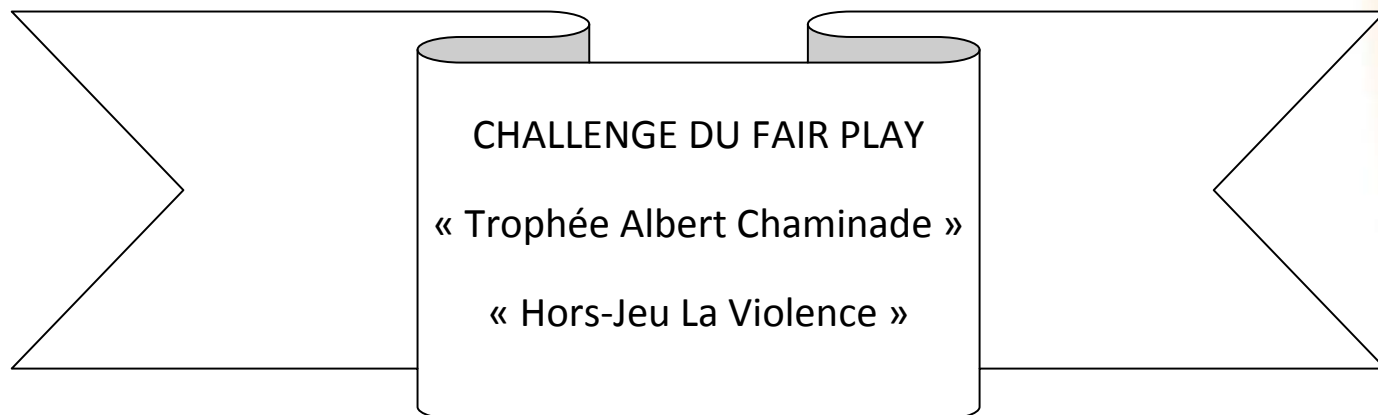 CHALLENGE DU FAIR PLAY
« Trophée Albert Chaminade »
« Hors-Jeu La Violence »